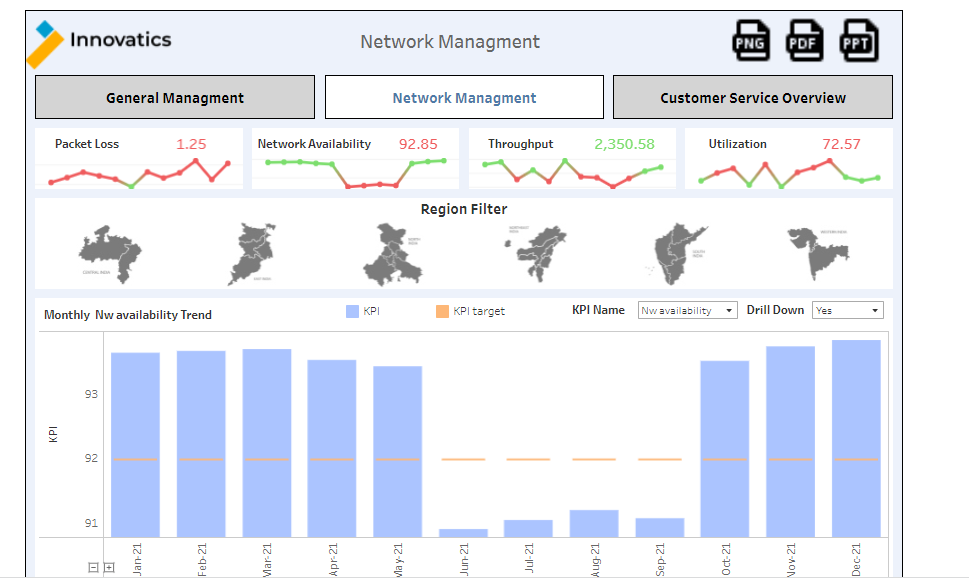 Innovatics
Network Managment
PNG
PDF
PPT
General Managment
Network Managment
Customer Service Overview
Packet Loss 1.25
Network Availability 92.85
Throughput 2,350.58
Utilization 72.57
Region Filter
CENTRAL INDIA
EAST INDIA
NORTH
INDIA
NORTHEAST
INDIA
SOUTH
INDIA
WESTERN INDIA
Monthly Nw availability Trend
KPI
KPI target
KPI Name
Nw availability
Drill Down
Yes
93
92
91
KPI
Jan-21
Feb-21
Mar-21
Apr-21
May-21
Jun-21
Jul-21
Aug-21
Sep-21
Oct-21
Nov-21
Dec-21